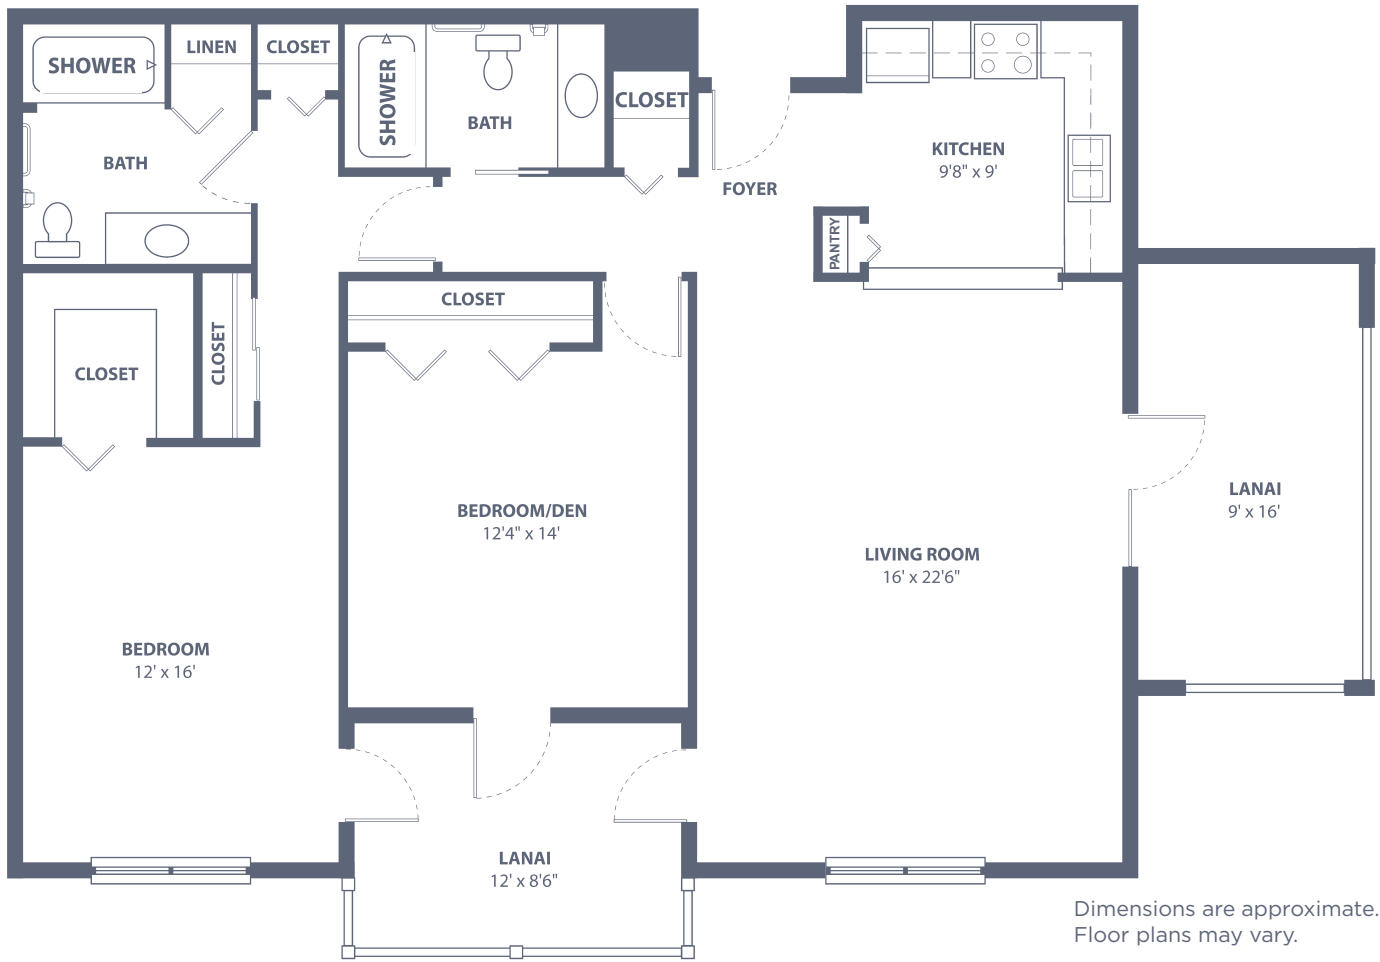 SHOWER
LINEN
CLOSET
SHOWER
BATH
CLOSET
BATH
FOYER
KITCHEN
9'8" x 9'
PANTRY
CLOSET
CLOSET
CLOSET
BEDROOM/DEN
12'4" x 14'
LANAI
9' x 16'
LIVING ROOM
16' x 22'6"
BEDROOM
12' x 16'
LANAI
12' x 8'6"
Dimensions are approximate.
Floor plans may vary.